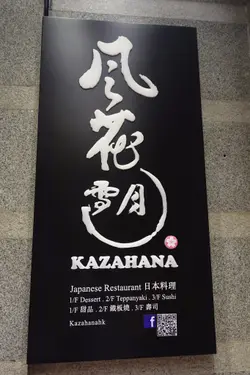 風
花
雪月
KAZAHANA
Japanese Restaurant 日本料理
1/F Dessert . 2/F Teppanyaki . 3/F Sushi
1/F 甜品 . 2/F 鐵板燒 . 3/F 壽司
Kazahanahk f